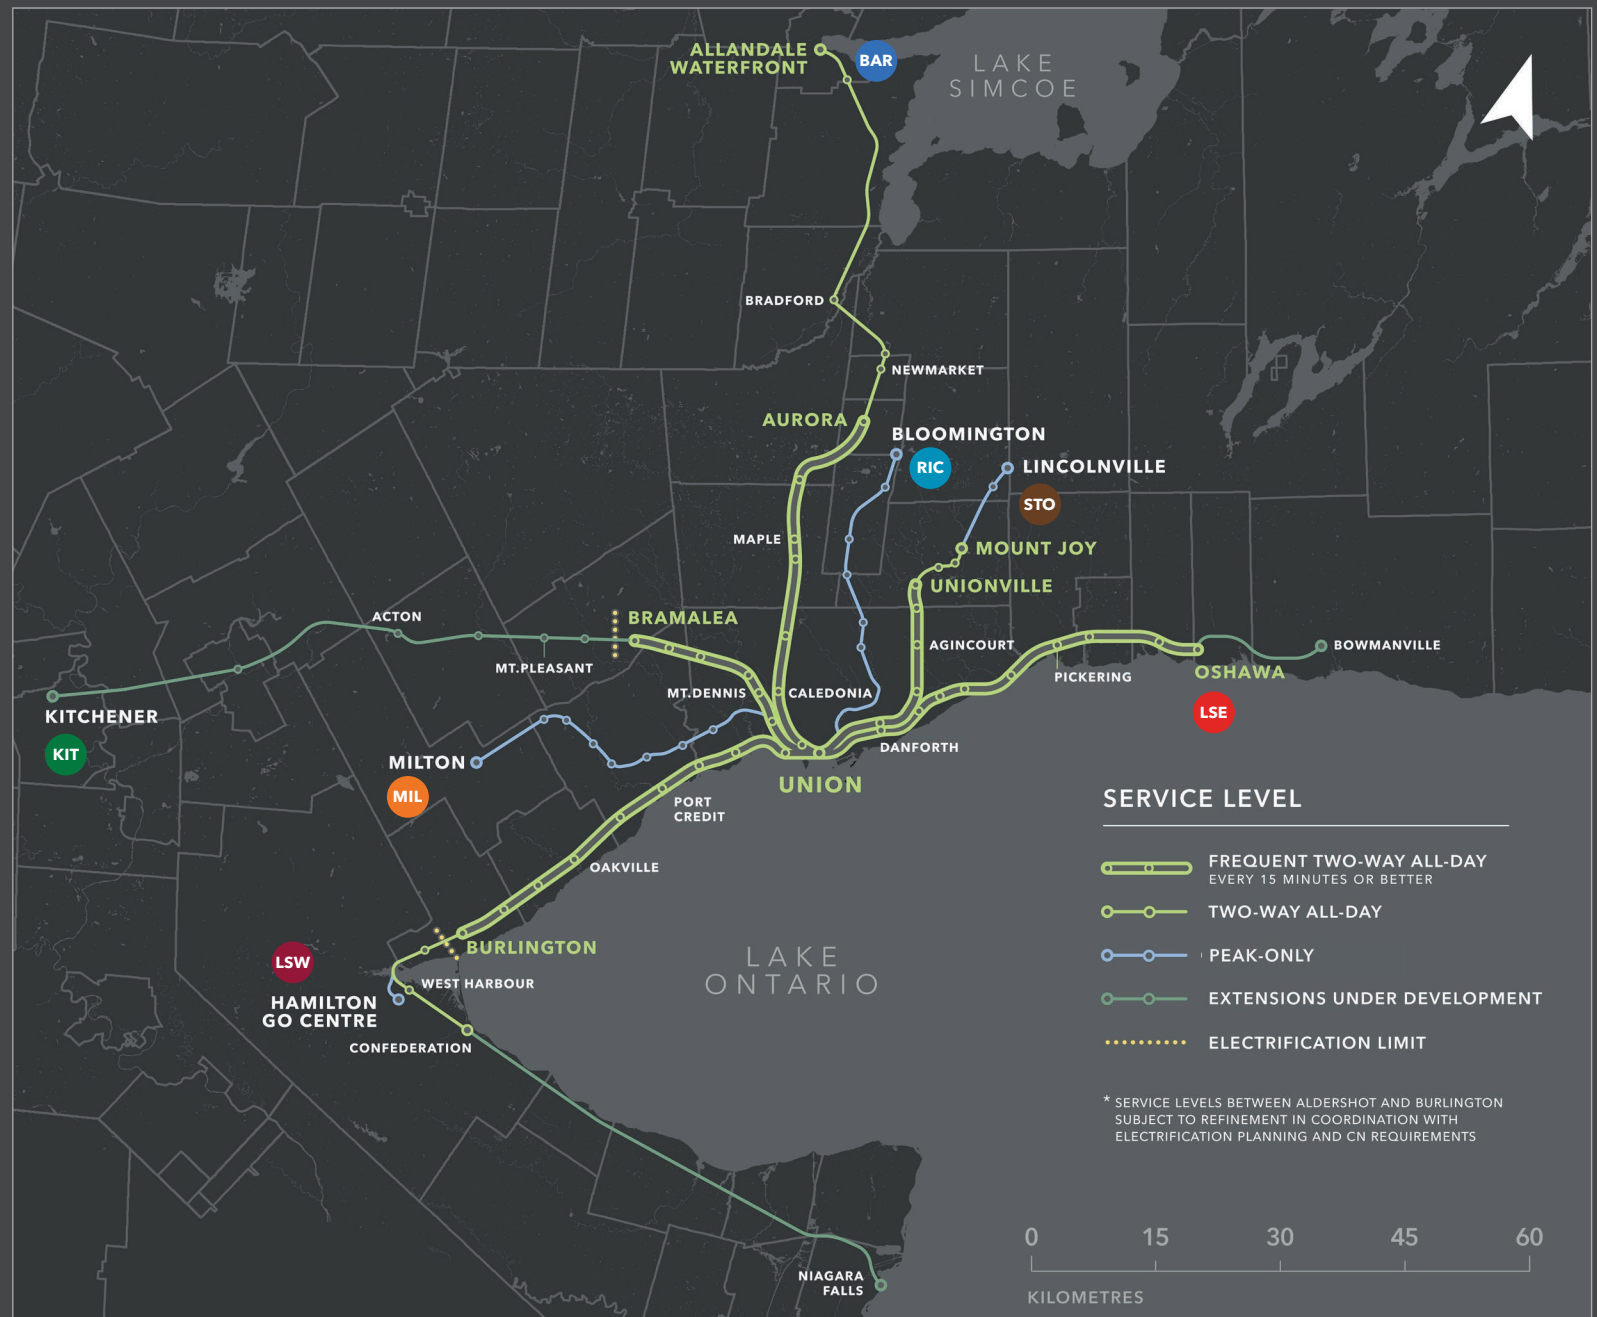 ALLANDALE
WATERFRONT
BAR
LAKE
SIMCOE
BRADFORD
NEWMARKET
AURORA
BLOOMINGTON
RIC
LINCOLNVILLE
STO
MAPLE
MOUNT JOY
UNIONVILLE
ACTON
BRAMALEA
AGINCOURT
BOWMANVILLE
MT.PLEASANT
PICKERING
OSHAWA
MT.DENNIS
CALEDONIA
LSE
KITCHENER
KIT
DANFORTH
MILTON
MIL
UNION
PORT
CREDIT
OAKVILLE
BURLINGTON
LSW
WEST HARBOUR
HAMILTON
GO CENTRE
CONFEDERATION
LAKE
ONTARIO
NIAGARA
FALLS
SERVICE LEVEL
FREQUENT TWO-WAY ALL-DAY
EVERY 15 MINUTES OR BETTER
TWO-WAY ALL-DAY
PEAK-ONLY
EXTENSIONS UNDER DEVELOPMENT
ELECTRIFICATION LIMIT
* SERVICE LEVELS BETWEEN ALDERSHOT AND BURLINGTON
SUBJECT TO REFINEMENT IN COORDINATION WITH
ELECTRIFICATION PLANNING AND CN REQUIREMENTS
0 15 30 45 60
KILOMETRES